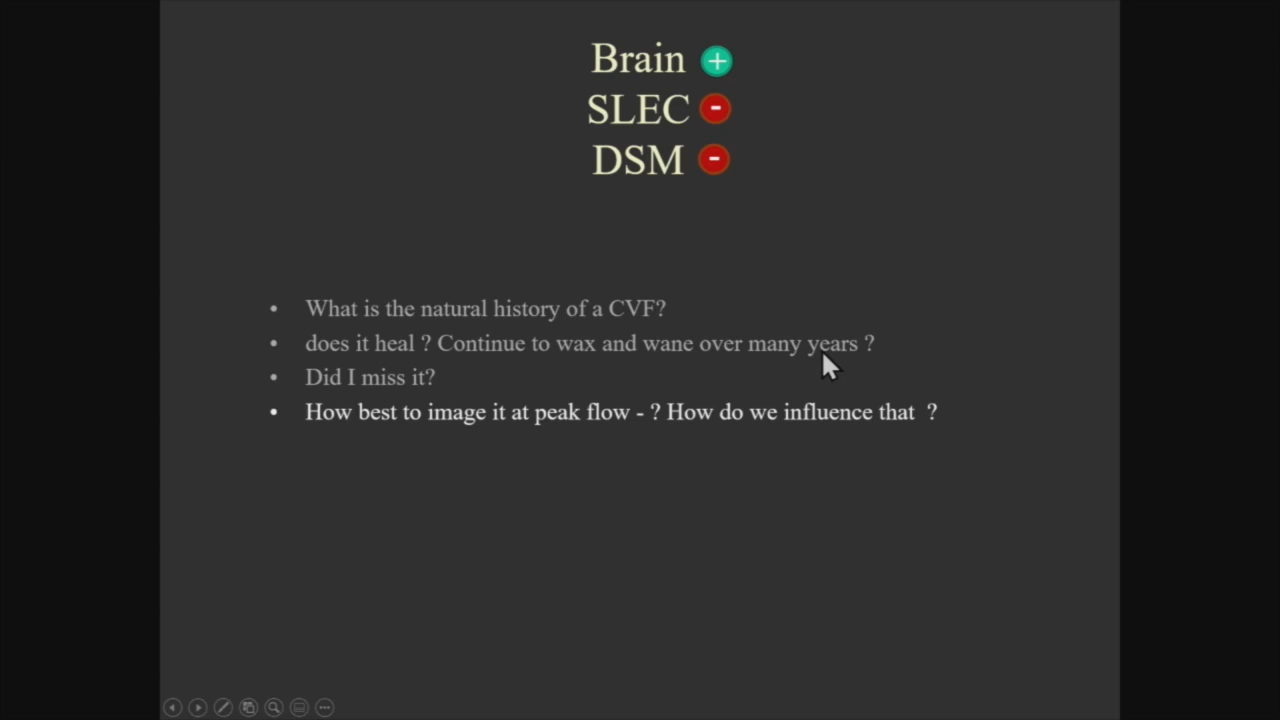 Brain +
SLEC -
DSM -
• What is the natural history of a CVF?
• does it heal ? Continue to wax and wane over many years ?
• Did I miss it?
• How best to image it at peak flow - ? How do we influence that ?